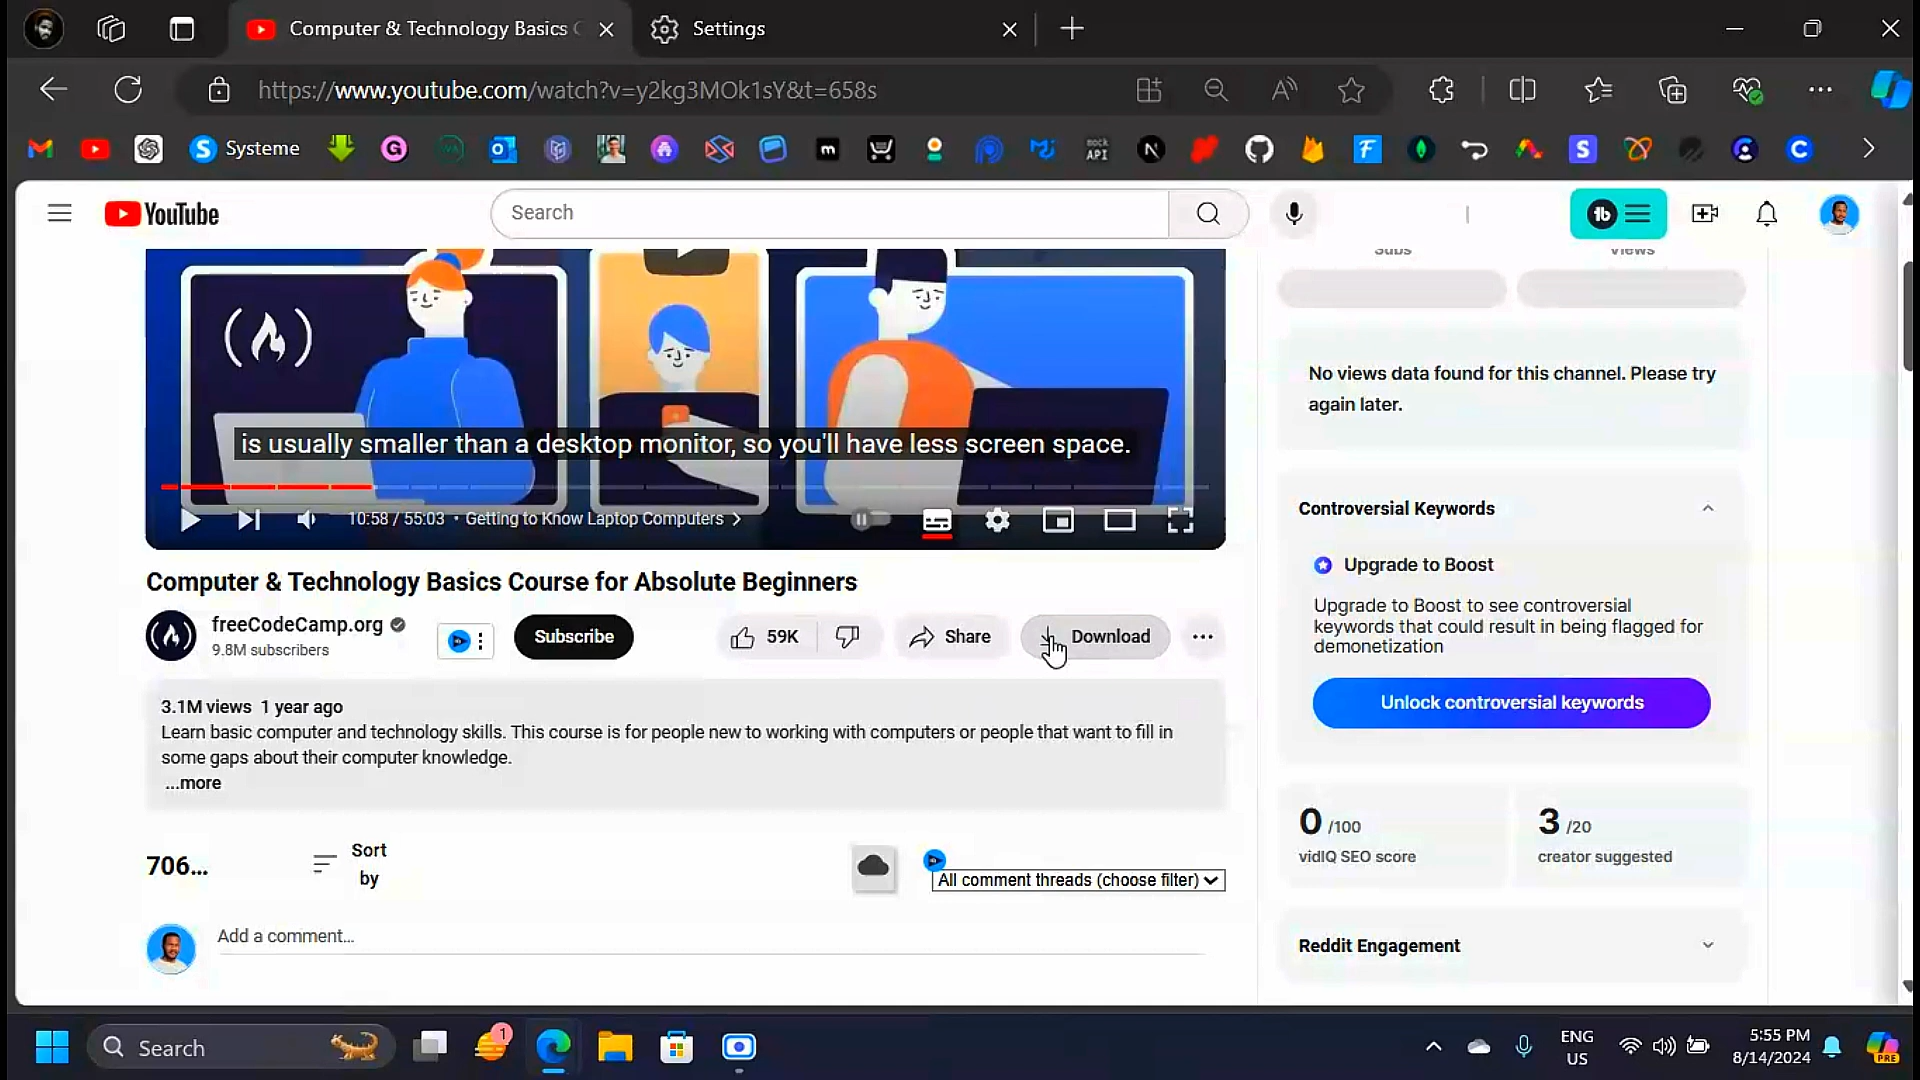 Computer & Technology Basics C
Settings
https://www.youtube.com/watch?v=y2kg3MOk1sY&t=658s
Systeme
mock
API
YouTube
Search
Subs
Views
No views data found for this channel. Please try
again later.
is usually smaller than a desktop monitor, so you'll have less screen space.
10:58 / 55:03 • Getting to Know Laptop Computers
Controversial Keywords
Upgrade to Boost
Upgrade to Boost to see controversial
keywords that could result in being flagged for
demonetization
Unlock controversial keywords
Computer & Technology Basics Course for Absolute Beginners
freeCodeCamp.org
9.8M subscribers
Subscribe
59K
Share
Download
3.1M views 1 year ago
Learn basic computer and technology skills. This course is for people new to working with computers or people that want to fill in
some gaps about their computer knowledge.
...more
0 /100
vidIQ SEO score
3 /20
creator suggested
706...
Sort
by
All comment threads (choose filter)
Add a comment...
Reddit Engagement
Search
1
ENG
US
5:55 PM
8/14/2024
PRE